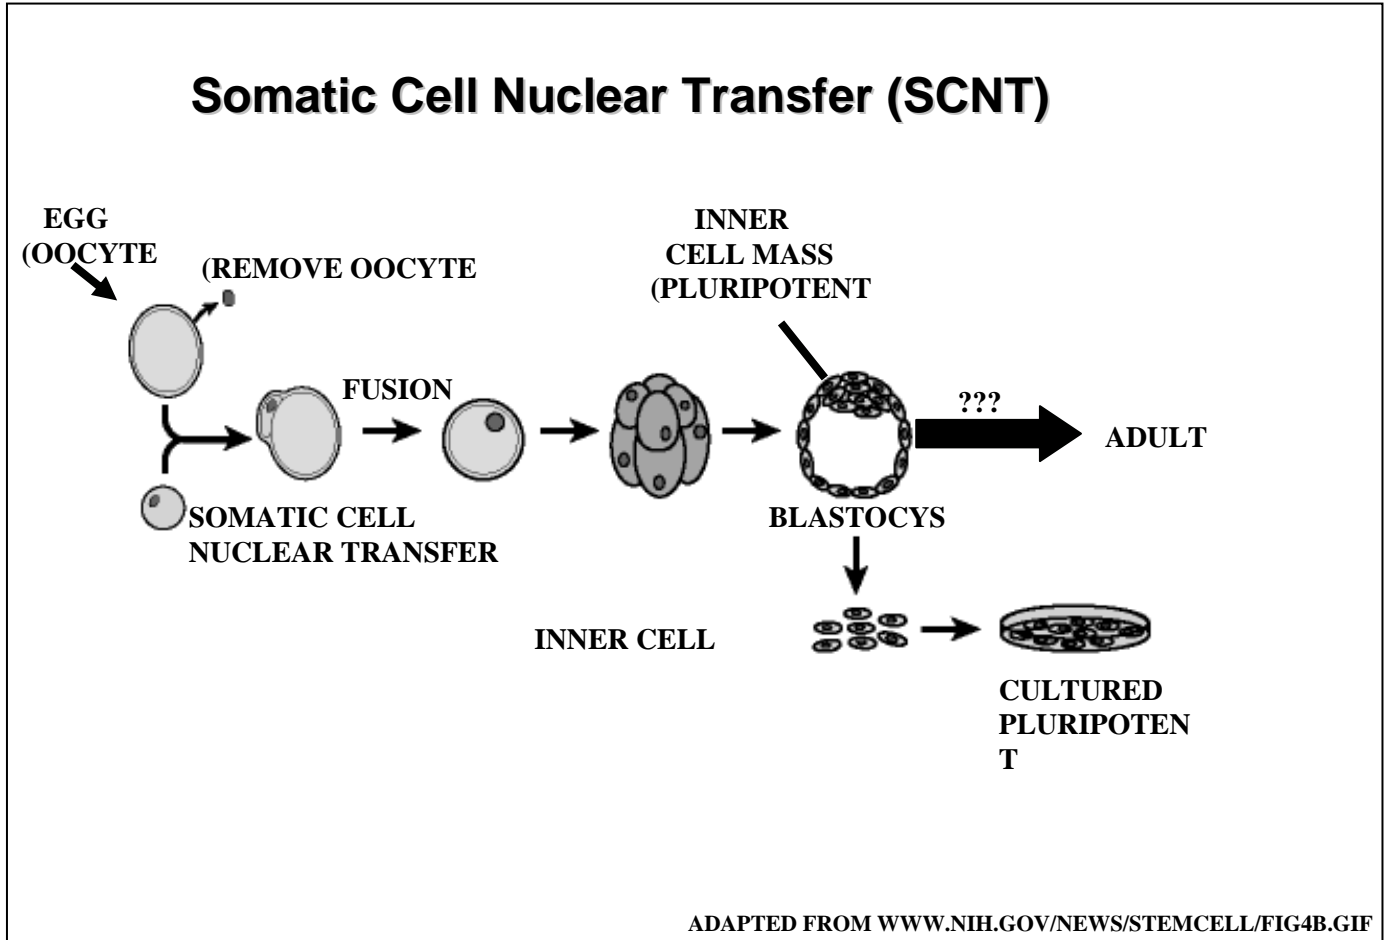 Somatic Cell Nuclear Transfer (SCNT)
EGG
(OOCYTE
(REMOVE OOCYTE
INNER
CELL MASS
(PLURIPOTENT
FUSION
???
ADULT
SOMATIC CELL
NUCLEAR TRANSFER
BLASTOCYS
INNER CELL
CULTURED
PLURIPOTEN
T
ADAPTED FROM WWW.NIH.GOV/NEWS/STEMCELL/FIG4B.GIF